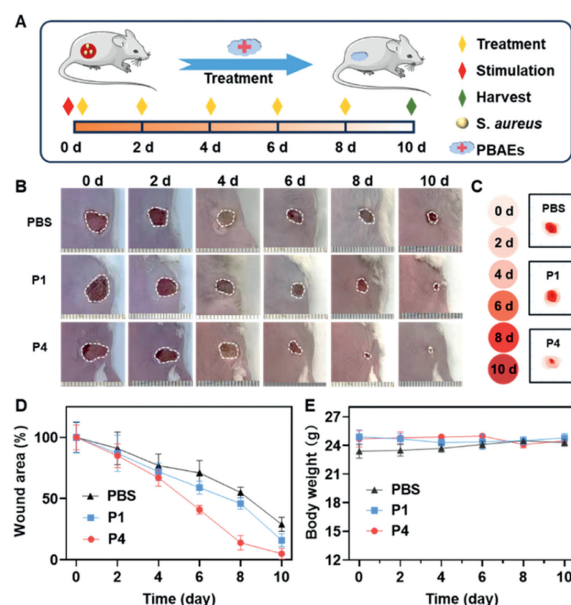 A
Treatment
Treatment
Stimulation
Harvest
S. aureus
PBAEs
0 d 2 d 4 d 6 d 8 d 10 d
B
0 d 2 d 4 d 6 d 8 d 10 d
PBS
P1
P4
C
0 d
2 d
4 d
6 d
8 d
10 d
PBS
P1
P4
D
Wound area (%)
100
50
0
PBS
P1
P4
0 2 4 6 8 10
Time (day)
E
Body weight (g)
30
27
24
21
18
15
12
PBS
P1
P4
0 2 4 6 8 10
Time (day)